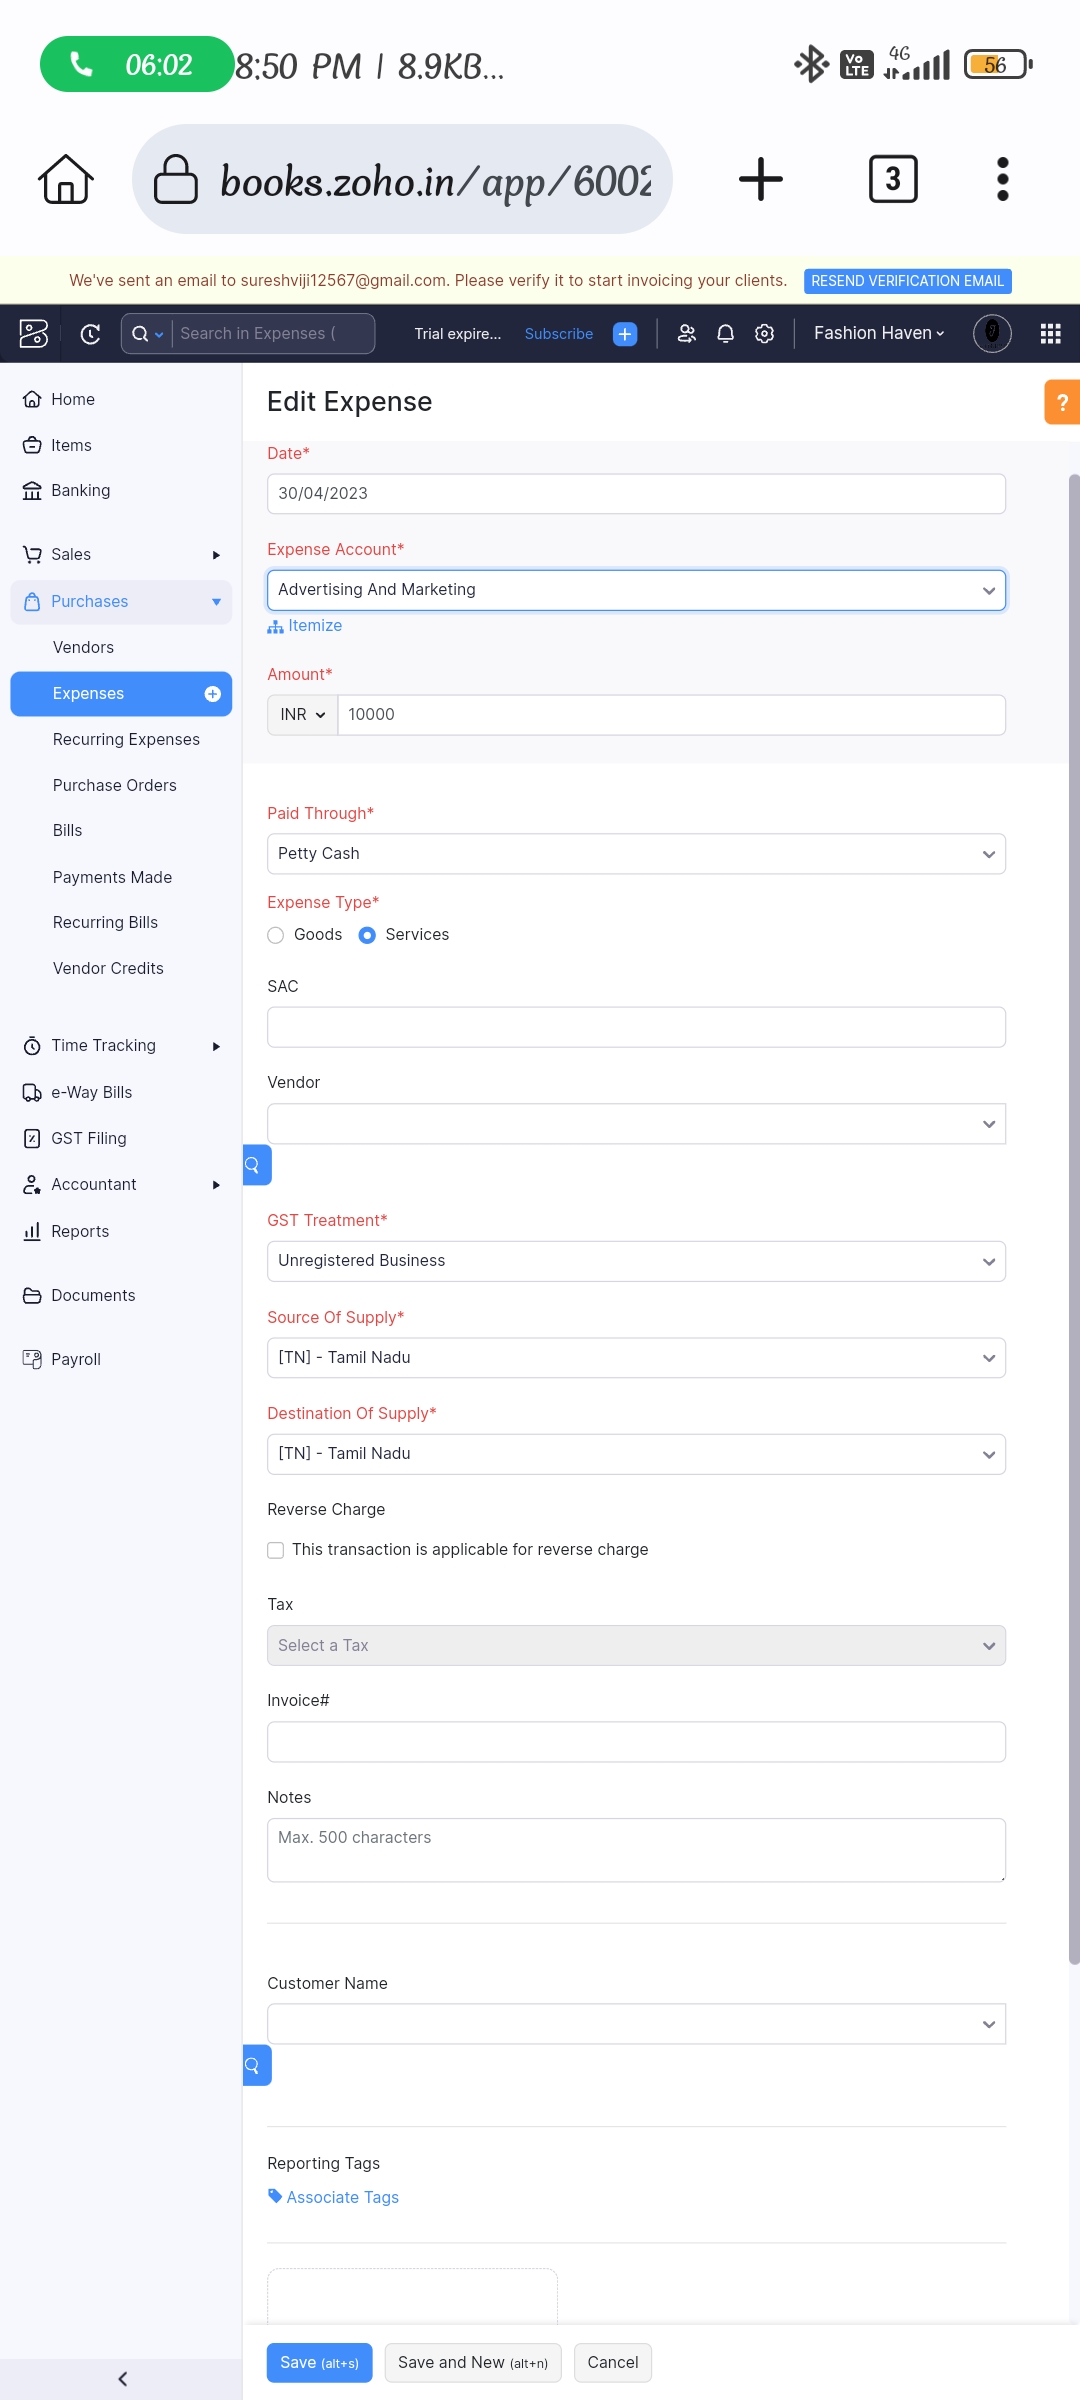 06:02 8:50 PM | 8.9KB... Vo LTE 4G 56
books.zoho.in/app/6002 3
We've sent an email to sureshviji12567@gmail.com. Please verify it to start invoicing your clients. RESEND VERIFICATION EMAIL
Search in Expenses ( Trial expire... Subscribe Fashion Haven
Home
Items
Banking
Sales
Purchases
Vendors
Expenses
Recurring Expenses
Purchase Orders
Bills
Payments Made
Recurring Bills
Vendor Credits
Time Tracking
e-Way Bills
GST Filing
Accountant
Reports
Documents
Payroll
Edit Expense
?
Date*
30/04/2023
Expense Account*
Advertising And Marketing
Itemize
Amount*
INR 10000
Paid Through*
Petty Cash
Expense Type*
Goods Services
SAC
Vendor
GST Treatment*
Unregistered Business
Source Of Supply*
[TN] - Tamil Nadu
Destination Of Supply*
[TN] - Tamil Nadu
Reverse Charge
This transaction is applicable for reverse charge
Tax
Select a Tax
Invoice#
Notes
Max. 500 characters
Customer Name
Reporting Tags
Associate Tags
Save (alt+s) Save and New (alt+n) Cancel